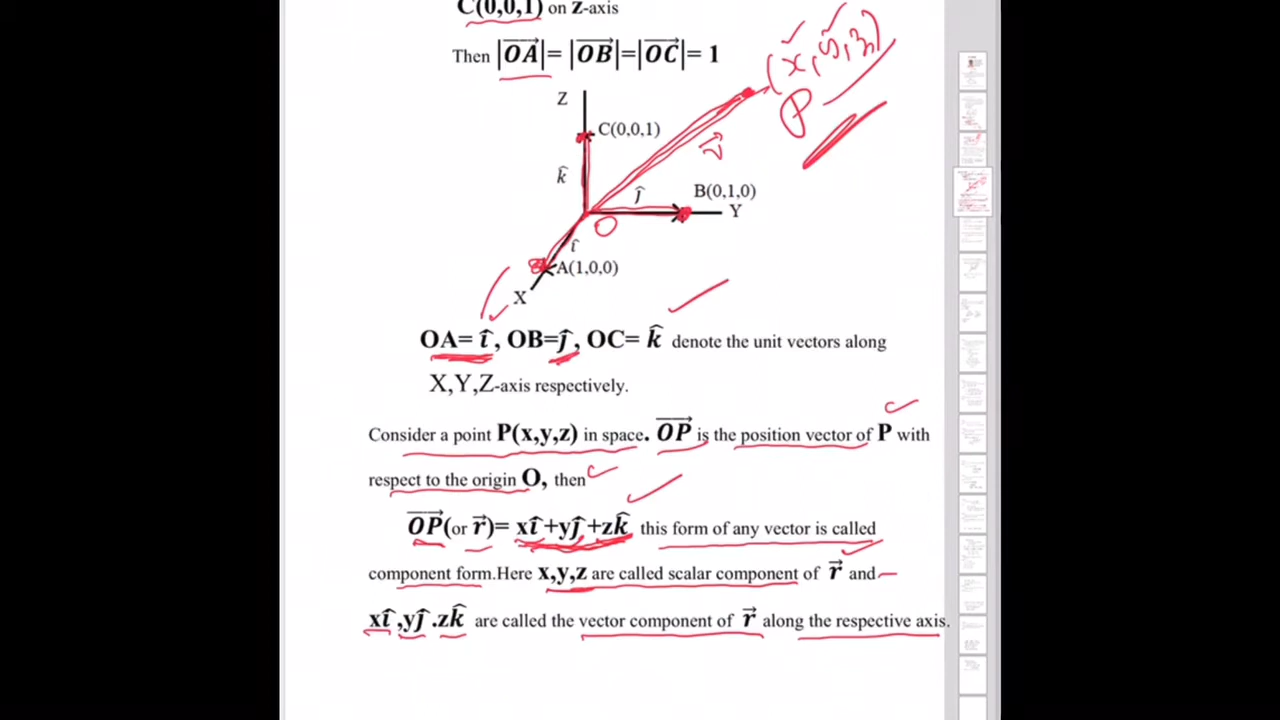 C(0,0,1) on z-axis
Then |OA|= |OB|=|OC|= 1
(x, y, z)
P
Z
C(0,0,1)
r⃗
k̂
ĵ
B(0,1,0)
Y
O
î
A(1,0,0)
X
OA= î, OB=ĵ, OC= k̂ denote the unit vectors along
X,Y,Z-axis respectively.
Consider a point P(x,y,z) in space. OP is the position vector of P with
respect to the origin O, then
OP(or r⃗)= xî+yĵ+zk̂ this form of any vector is called
component form.Here x,y,z are called scalar component of r⃗ and
xî,yĵ.zk̂ are called the vector component of r⃗ along the respective axis.